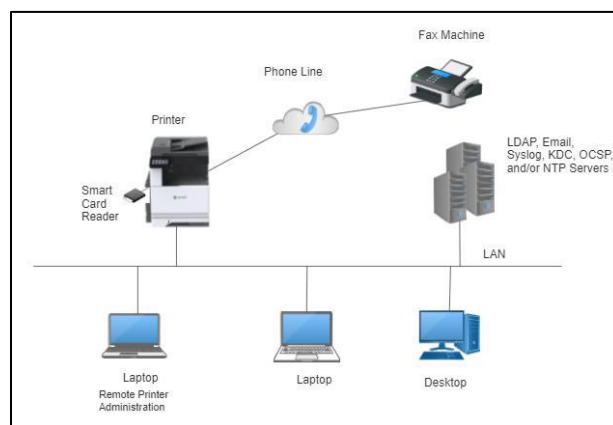 Fax Machine
Phone Line
Printer
LDAP, Email,
Syslog, KDC, OCSP,
and/or NTP Servers
Smart
Card
Reader
LAN
Laptop
Remote Printer
Administration
Laptop
Desktop